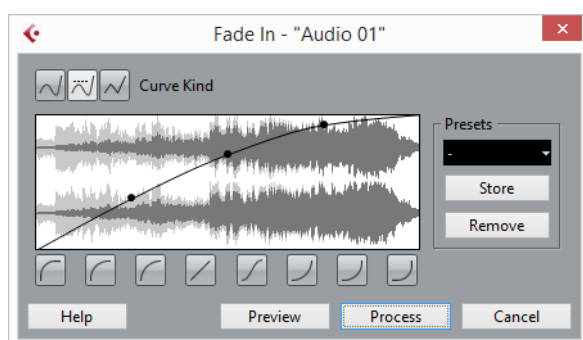 Fade In - "Audio 01"
Curve Kind
Presets
-
Store
Remove
Help
Preview
Process
Cancel